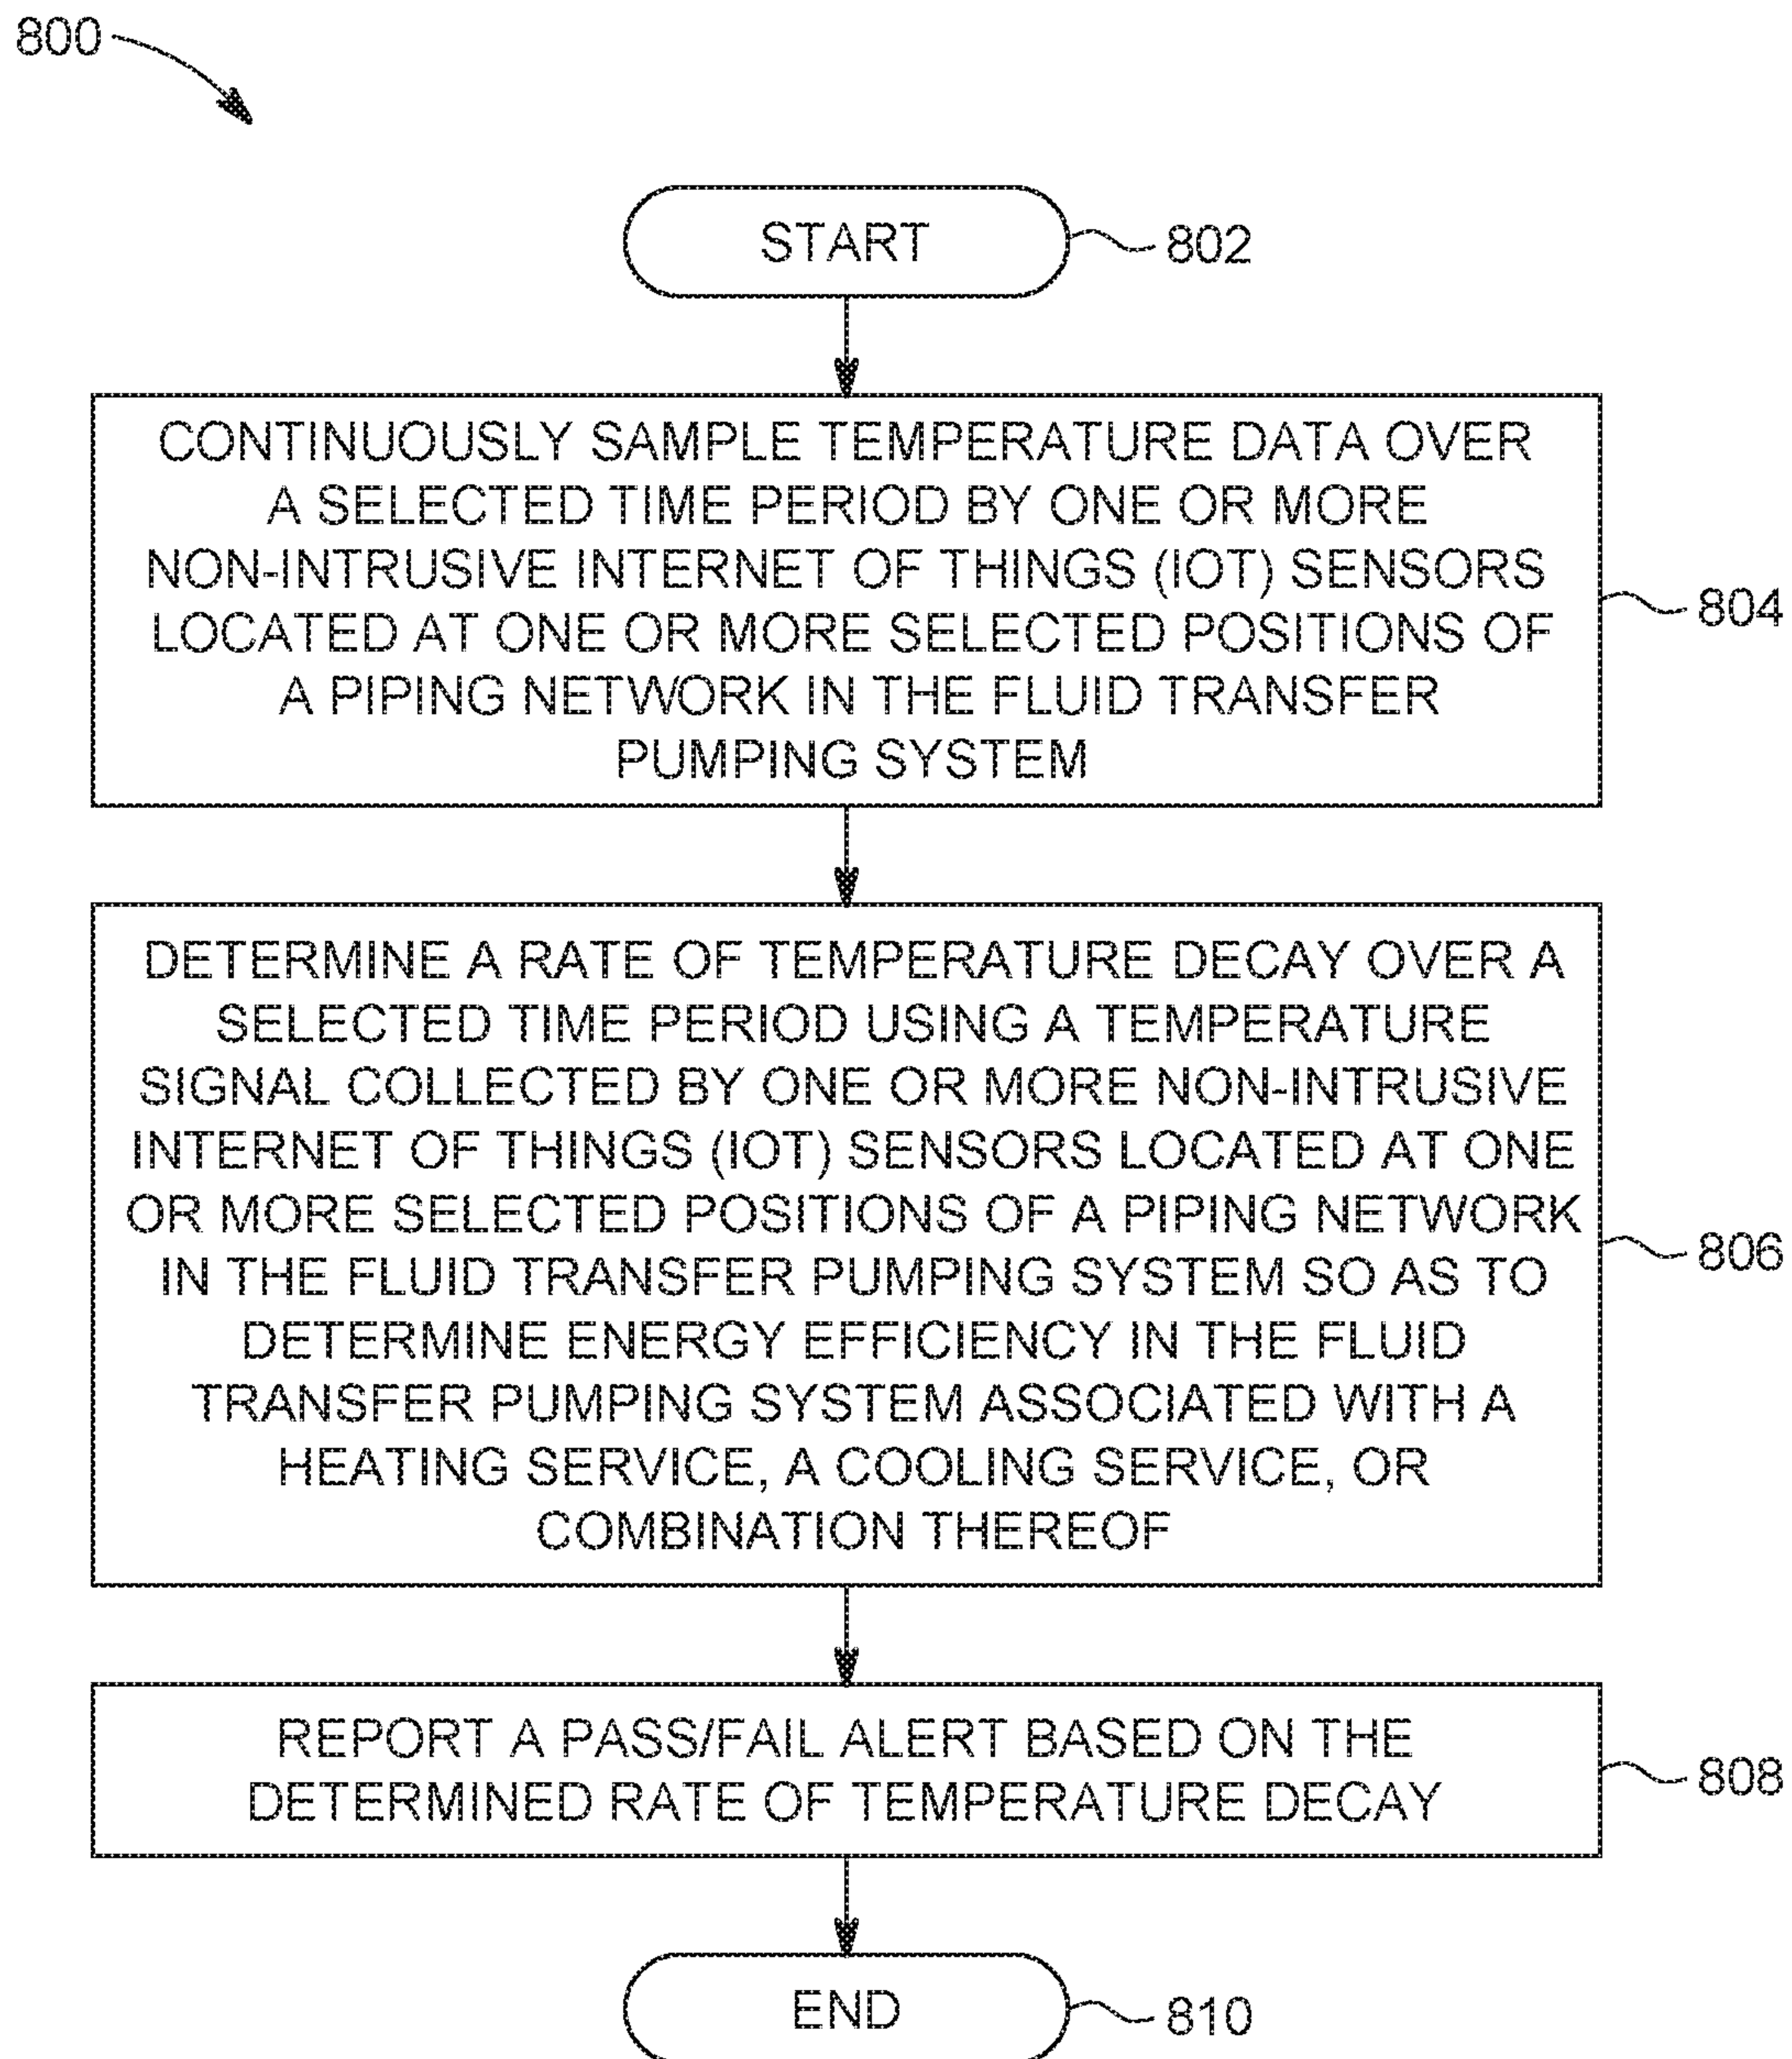 800
START
802
CONTINUOUSLY SAMPLE TEMPERATURE DATA OVER
A SELECTED TIME PERIOD BY ONE OR MORE
NON-INTRUSIVE INTERNET OF THINGS (IOT) SENSORS
LOCATED AT ONE OR MORE SELECTED POSITIONS OF
A PIPING NETWORK IN THE FLUID TRANSFER
PUMPING SYSTEM
804
DETERMINE A RATE OF TEMPERATURE DECAY OVER A
SELECTED TIME PERIOD USING A TEMPERATURE
SIGNAL COLLECTED BY ONE OR MORE NON-INTRUSIVE
INTERNET OF THINGS (IOT) SENSORS LOCATED AT ONE
OR MORE SELECTED POSITIONS OF A PIPING NETWORK
IN THE FLUID TRANSFER PUMPING SYSTEM SO AS TO
DETERMINE ENERGY EFFICIENCY IN THE FLUID
TRANSFER PUMPING SYSTEM ASSOCIATED WITH A
HEATING SERVICE, A COOLING SERVICE, OR
COMBINATION THEREOF
806
REPORT A PASS/FAIL ALERT BASED ON THE
DETERMINED RATE OF TEMPERATURE DECAY
808
END
810